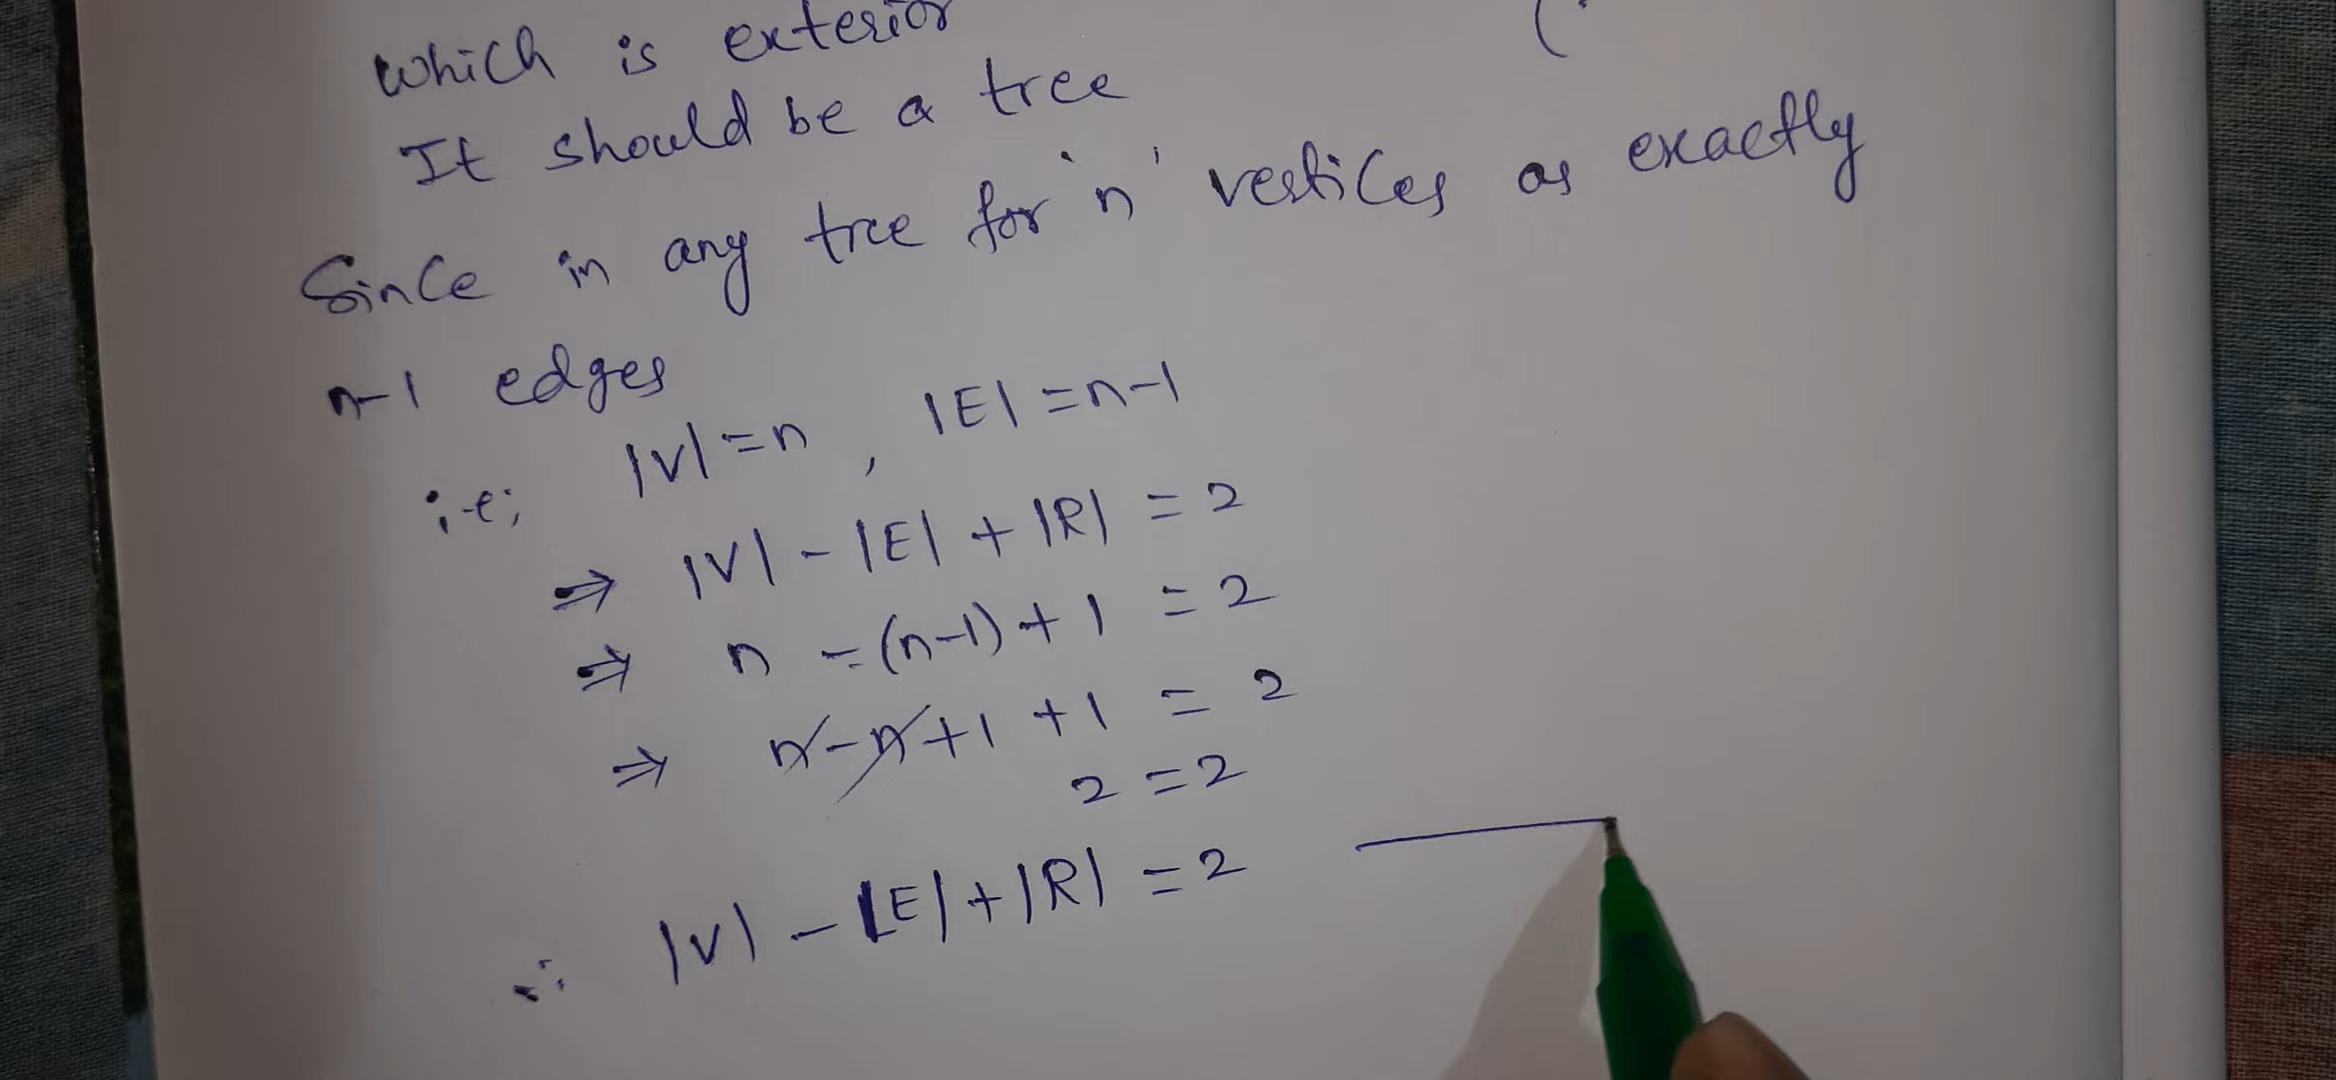 which is exterior
It should be a tree
Since in any tree for 'n' vertices as exactly
n-1 edges
i.e; |V| = n , |E| = n-1
⇒ |V| - |E| + |R| = 2
⇒ n - (n-1) + 1 = 2
⇒ n - n + 1 + 1 = 2
2 = 2
∴ |V| - |E| + |R| = 2